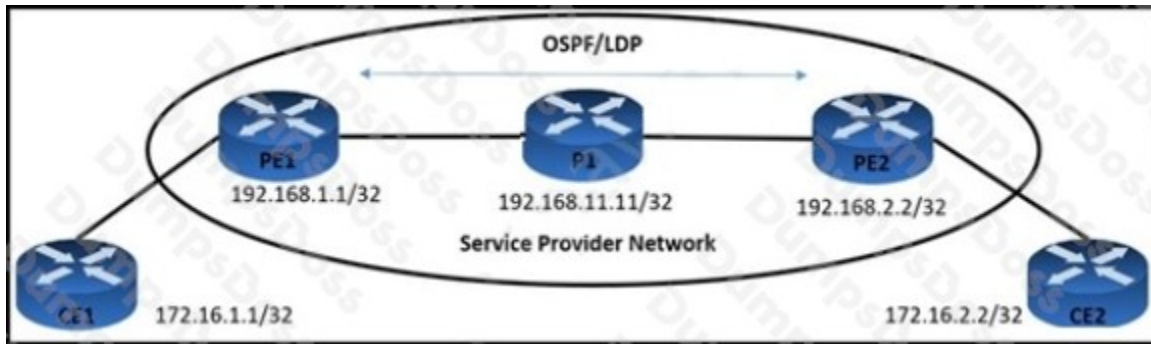 OSPF/LDP
PE1
P1
PE2
192.168.1.1/32
192.168.11.11/32
192.168.2.2/32
Service Provider Network
CE1
172.16.1.1/32
172.16.2.2/32
CE2
DumpsDoss